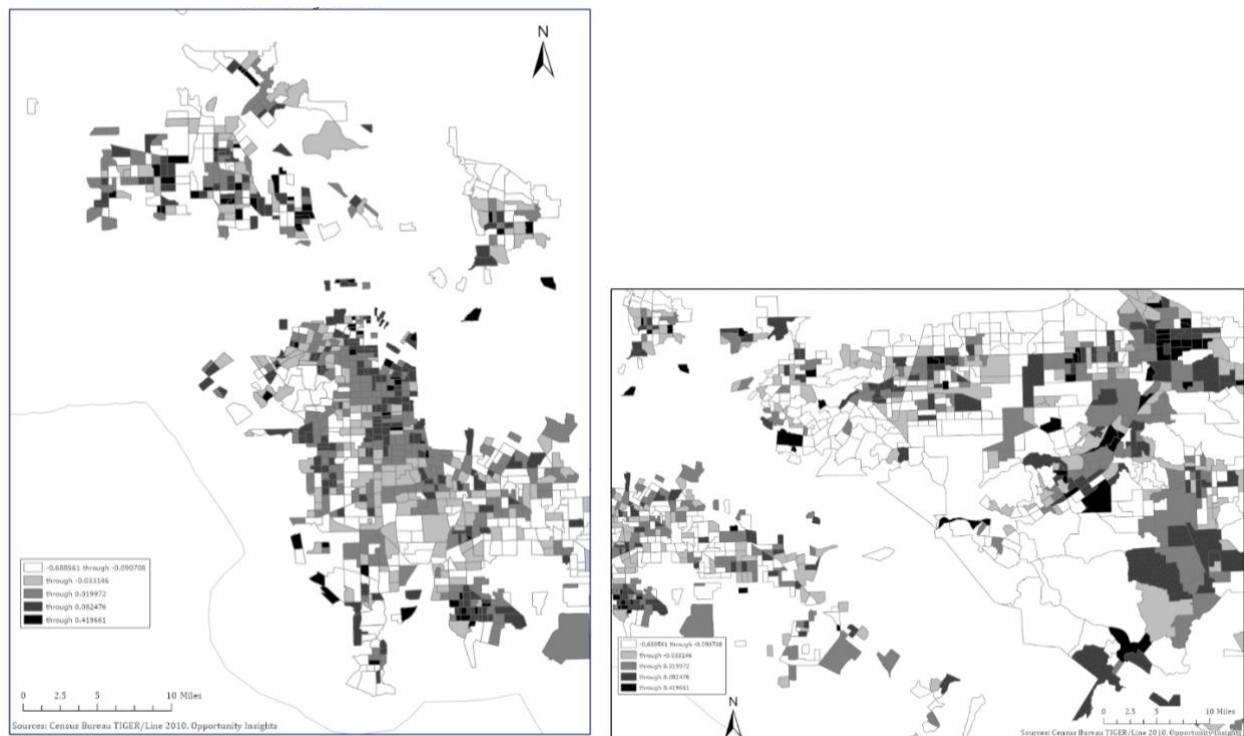 N
-0.688561 through -0.090708
through -0.033146
through 0.019972
through 0.082476
through 0.419661
0 2.5 5 10 Miles
Sources: Census Bureau TIGER/Line 2010. Opportunity Insights
-0.688561 through -0.090708
through -0.033146
through 0.019972
through 0.082476
through 0.419661
N
0 2.5 5 10 Miles
Sources: Census Bureau TIGER/Line 2010. Opportunity Insights